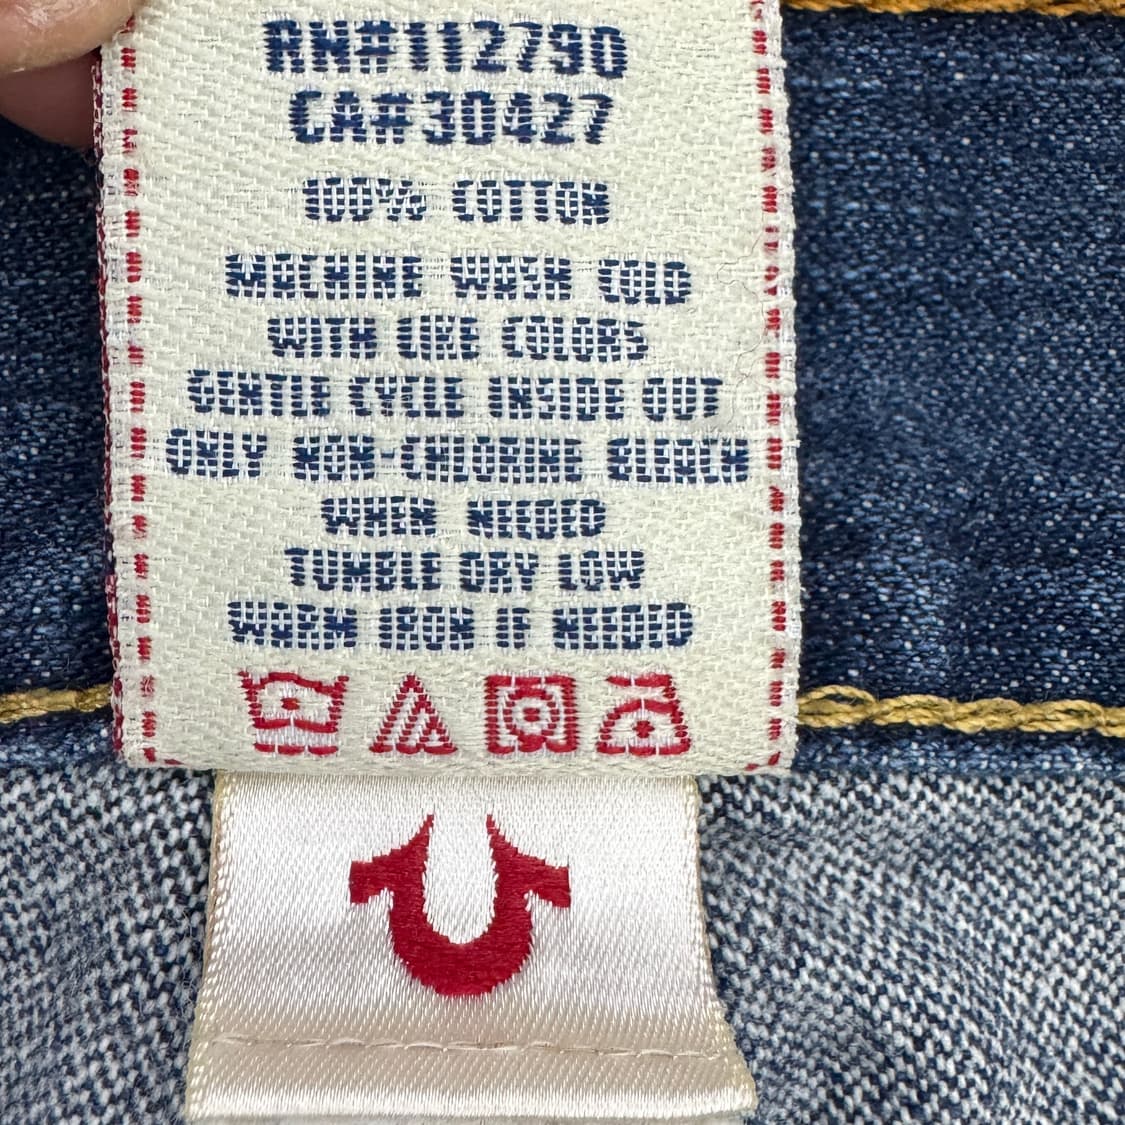 RN#112790
CA#30427
100% COTTON
MACHINE WASH COLD
WITH LIKE COLORS
GENTLE CYCLE INSIDE OUT
ONLY NON-CHLORINE BLEACH
WHEN NEEDED
TUMBLE DRY LOW
WARM IRON IF NEEDED